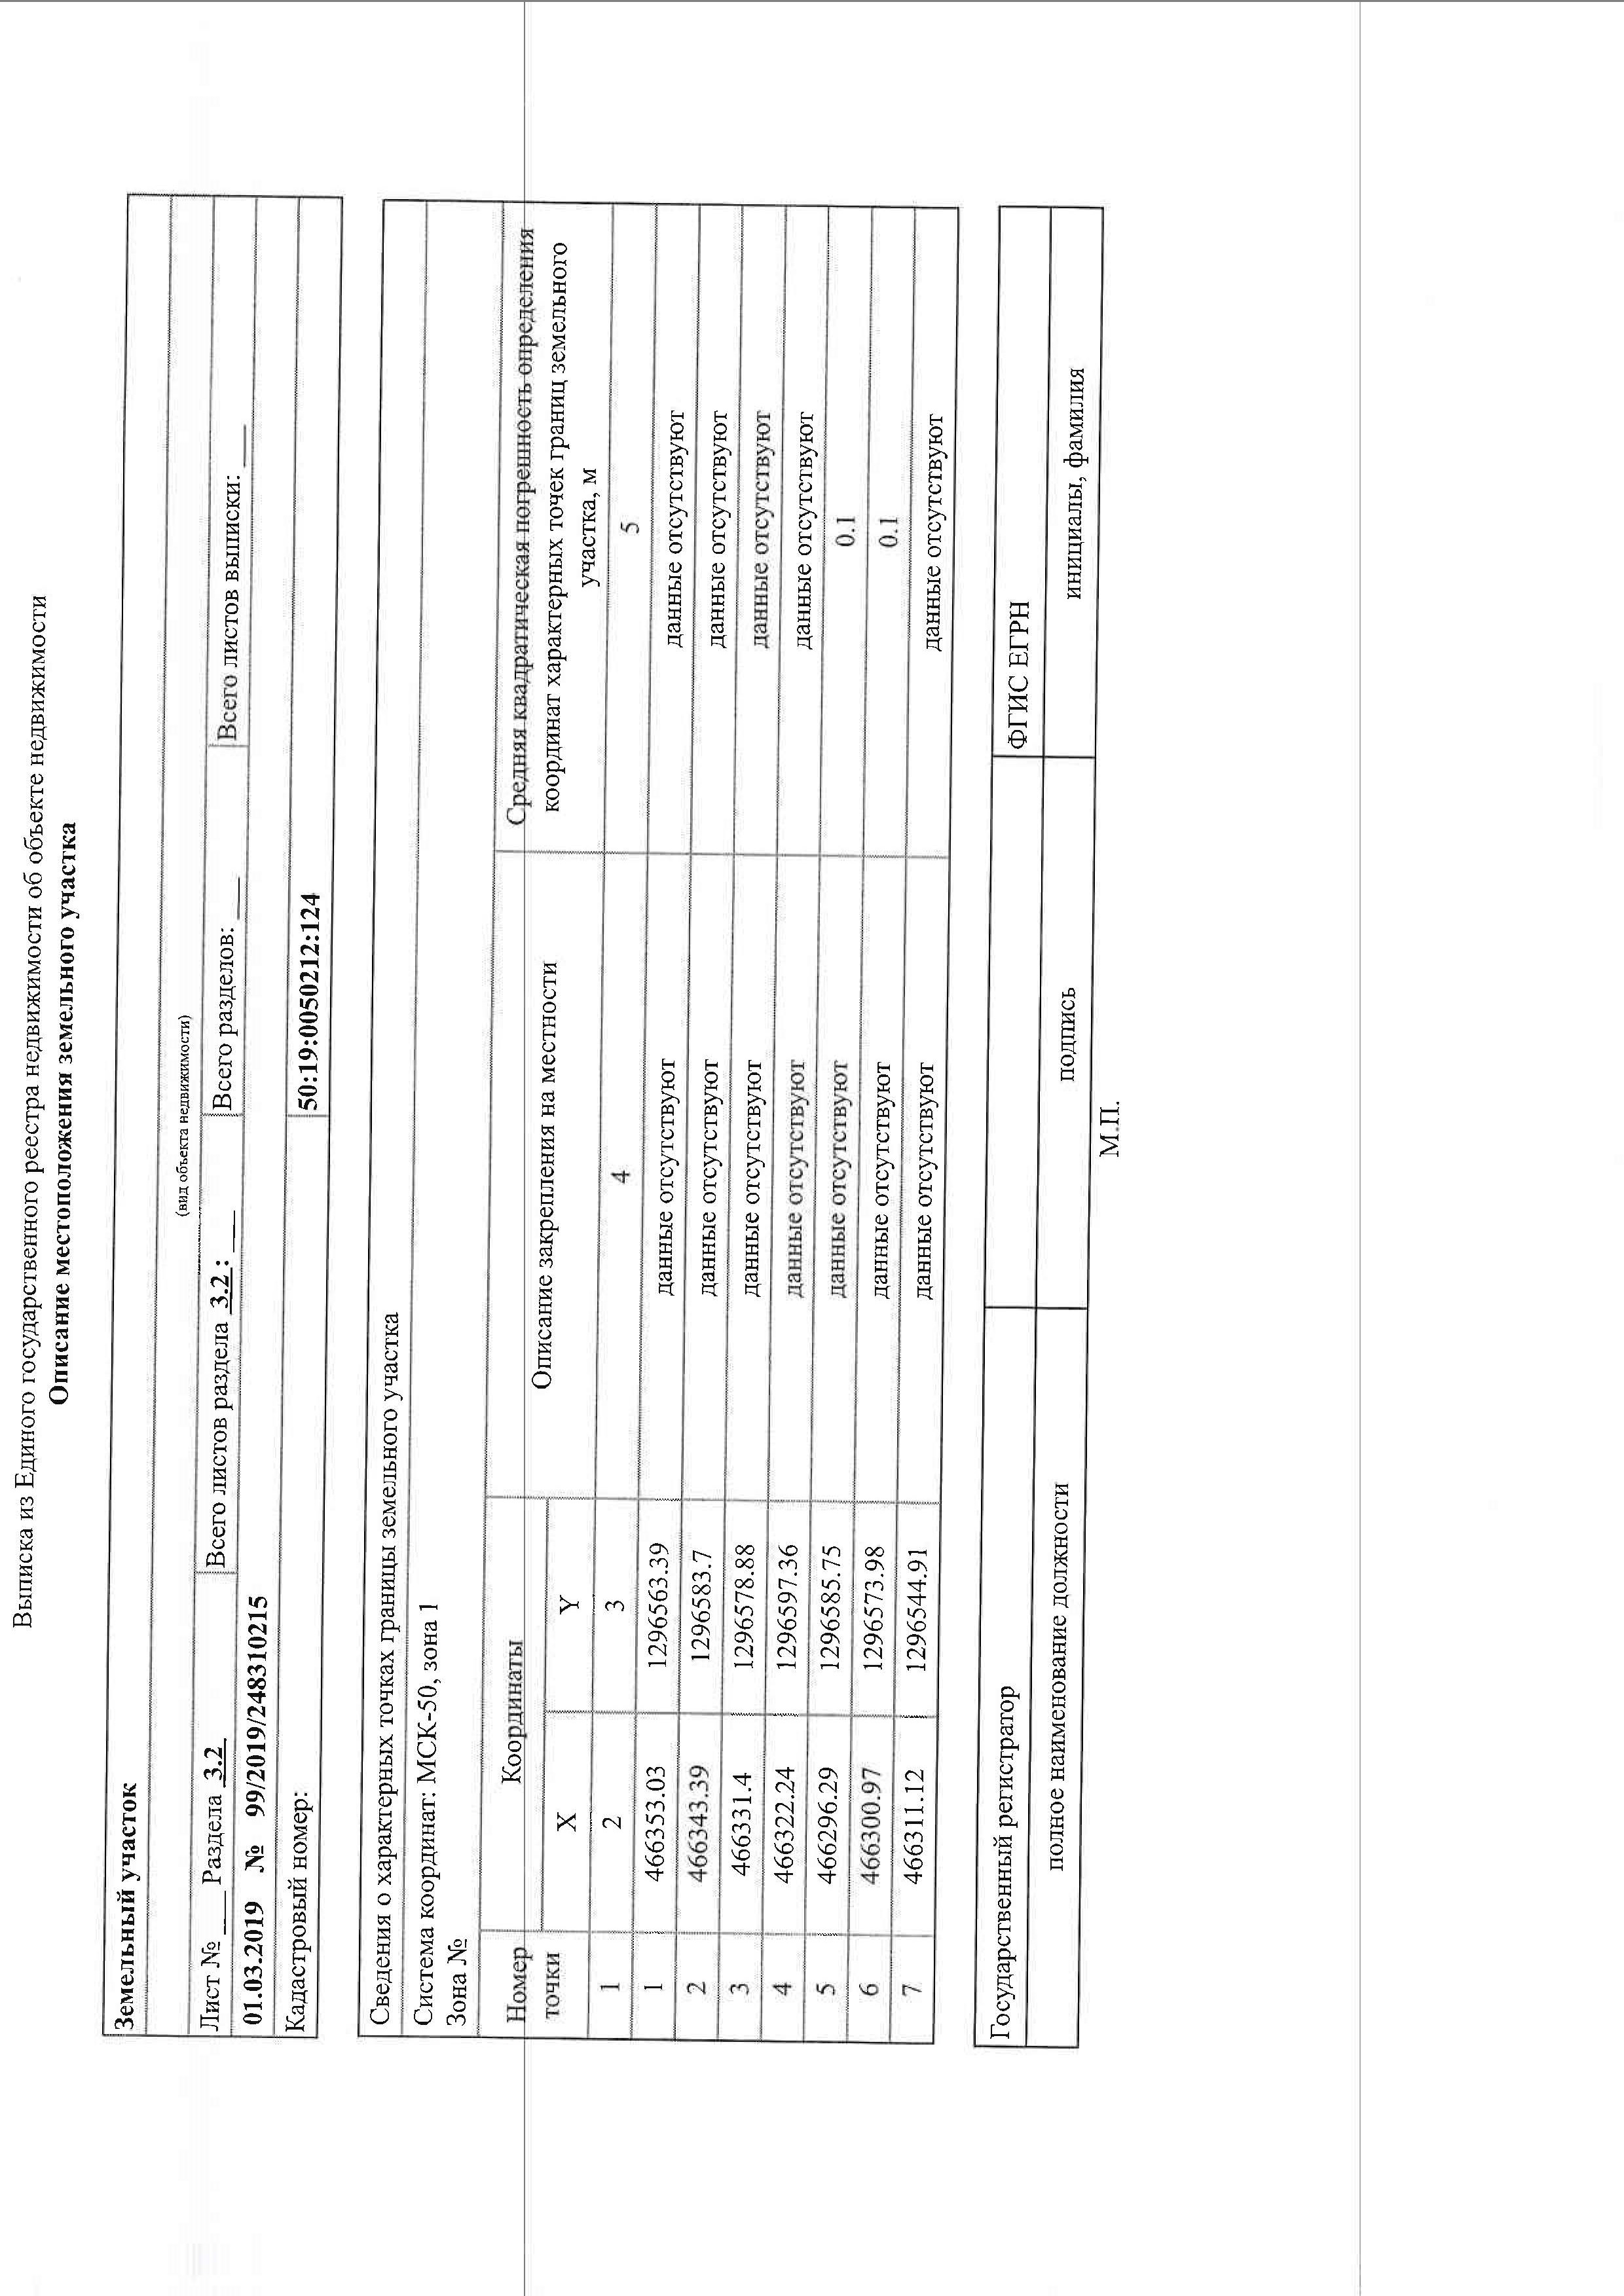 Выписка из Единого государственного реестра недвижимости об объекте недвижимости
Описание местоположения земельного участка
Земельный участок
(вид объекта недвижимости)
Лист № ___ Раздела 3.2 Всего листов раздела 3.2 : ___ Всего разделов: ___ Всего листов выписки: ___
01.03.2019 № 99/2019/248310215
Кадастровый номер: 50:19:0050212:124
Сведения о характерных точках границы земельного участка
Система координат: МСК-50, зона 1
Зона №
Номер точки Координаты Описание закрепления на местности Средняя квадратическая погрешность определения
координат характерных точек границ земельного
участка, м
X Y
1 2 3 4 5
1 466353.03 1296563.39 данные отсутствуют данные отсутствуют
2 466343.39 1296583.7 данные отсутствуют данные отсутствуют
3 466331.4 1296578.88 данные отсутствуют данные отсутствуют
4 466322.24 1296597.36 данные отсутствуют данные отсутствуют
5 466296.29 1296585.75 данные отсутствуют 0.1
6 466300.97 1296573.98 данные отсутствуют 0.1
7 466311.12 1296544.91 данные отсутствуют данные отсутствуют
Государственный регистратор ФГИС ЕГРН
полное наименование должности подпись инициалы, фамилия
М.П.